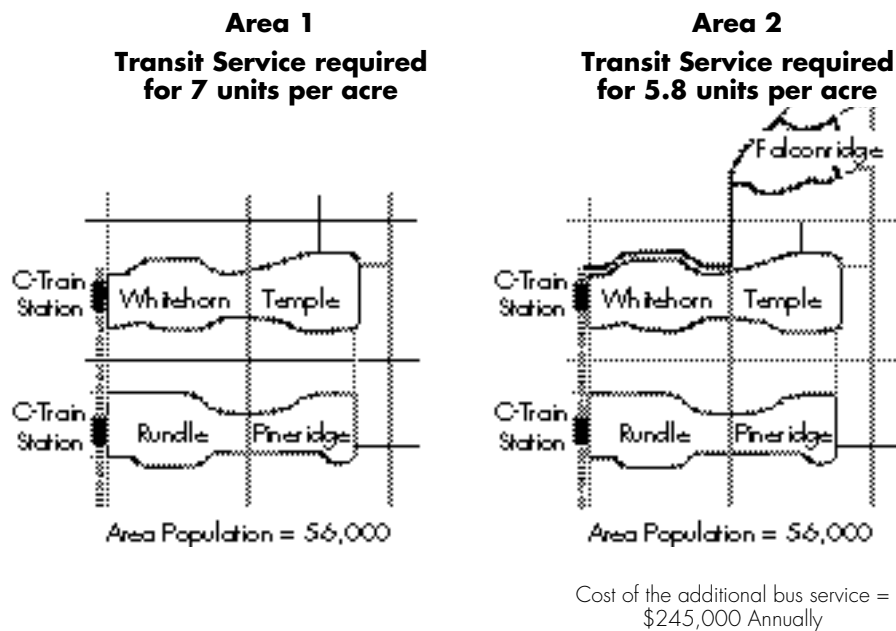 Area 1
Transit Service required
for 7 units per acre
C-Train
Station
Whitehorn
Temple
C-Train
Station
Rundle
Pineridge
Area Population = 56,000
Area 2
Transit Service required
for 5.8 units per acre
Falconridge
C-Train
Station
Whitehorn
Temple
C-Train
Station
Rundle
Pineridge
Area Population = 56,000
Cost of the additional bus service =
$245,000 Annually